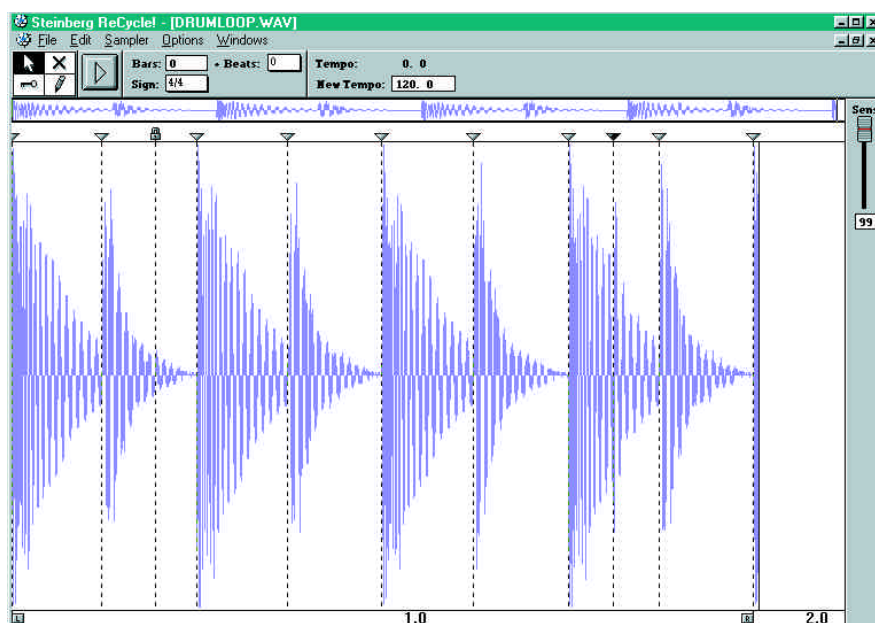 Steinberg ReCycle! - [DRUMLOOP.WAV]
File Edit Sampler Options Windows
Bars: 0 + Beats: 0 Tempo: 0. 0
Sign: 4/4 New Tempo: 120. 0
Sens
99
L 1.0 R 2.0